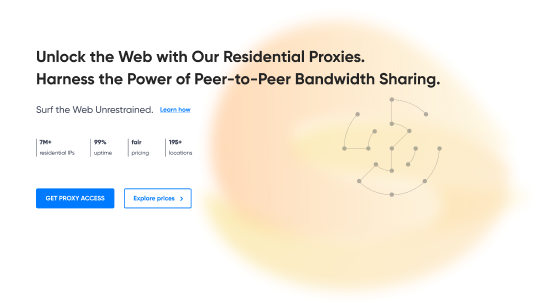 Unlock the Web with Our Residential Proxies.
Harness the Power of Peer-to-Peer Bandwidth Sharing.
Surf the Web Unrestrained. Learn how
7M+ 99% fair 195+
residential IPs uptime pricing locations
GET PROXY ACCESS Explore prices